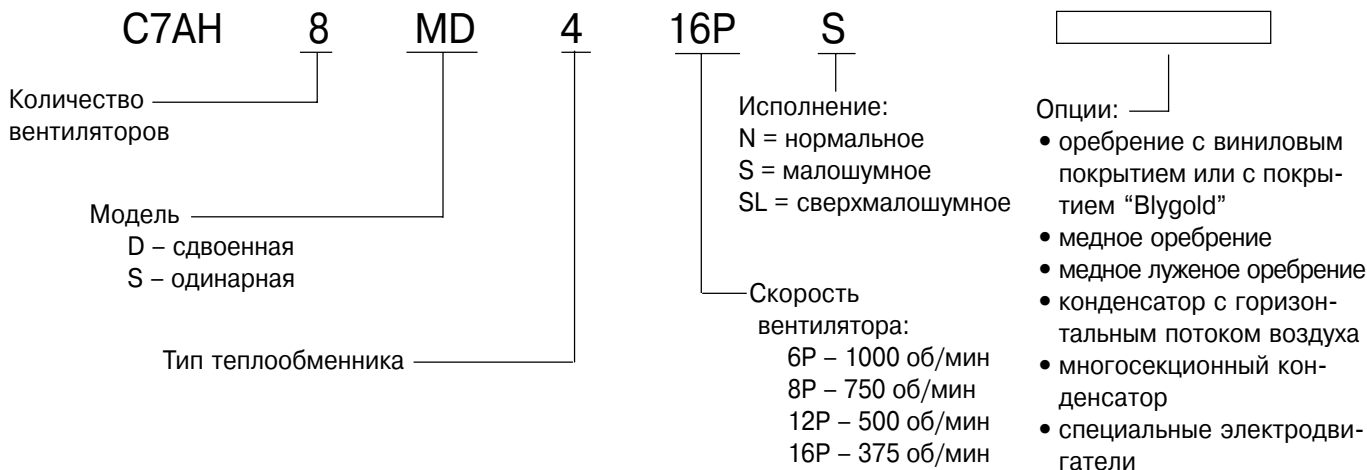 C7AH 8 MD 4 16P S
Количество
вентиляторов
Модель
D – сдвоенная
S – одинарная
Тип теплообменника
Исполнение:
N = нормальное
S = малошумное
SL = сверхмалошумное
Скорость
вентилятора:
6P – 1000 об/мин
8P – 750 об/мин
12P – 500 об/мин
16P – 375 об/мин
Опции:
• оребрение с виниловым
покрытием или с покры-
тием “Blygold”
• медное оребрение
• медное луженое оребрение
• конденсатор с горизон-
тальным потоком воздуха
• многосекционный кон-
денсатор
• специальные электродви-
гатели